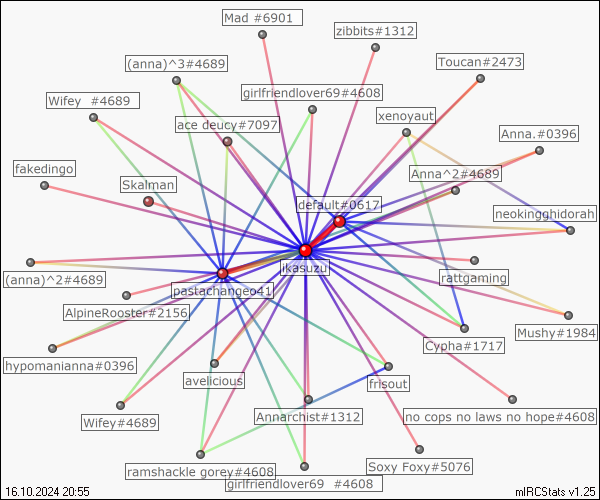 Mad #6901
zibbits#1312
(anna)^3#4689
Toucan#2473
girlfriendlover69#4608
Wifey  #4689
xenoyaut
ace deucy#7097
Anna.#0396
fakedingo
Anna^2#4689
Skalman
default#0617
neokingghidorah
jikasuzu
rattgaming
(anna)^2#4689
pastachangeo41
AlpineRooster#2156
Mushy#1984
Cypha#1717
hypomanianna#0396
avelicious
frisout
Annarchist#1312
no cops no laws no hope#4608
Wifey#4689
ramshackle gorey#4608
Soxy Foxy#5076
girlfriendlover69  #4608
16.10.2024 20:55
mIRCStats v1.25